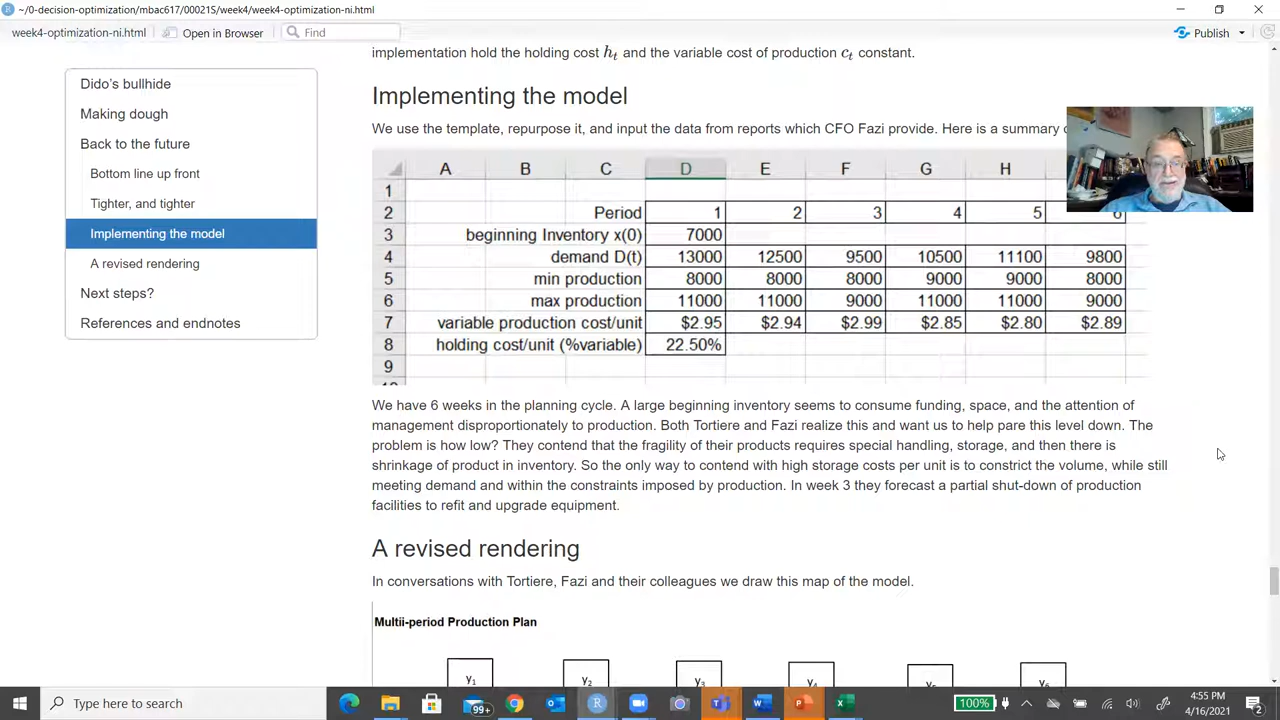 ~/0-decision-optimization/mbac617/00021S/week4/week4-optimization-ni.html
week4-optimization-ni.html
Open in Browser
Find
Publish
Dido's bullhide
Making dough
Back to the future
Bottom line up front
Tighter, and tighter
Implementing the model
A revised rendering
Next steps?
References and endnotes
implementation hold the holding cost hₜ and the variable cost of production cₜ constant.
Implementing the model
We use the template, repurpose it, and input the data from reports which CFO Fazi provide. Here is a summary
A B C D E F G H
1
2 Period 1 2 3 4 5 6
3 beginning Inventory x(0) 7000
4 demand D(t) 13000 12500 9500 10500 11100 9800
5 min production 8000 8000 8000 9000 9000 8000
6 max production 11000 11000 9000 11000 11000 9000
7 variable production cost/unit $2.95 $2.94 $2.99 $2.85 $2.80 $2.89
8 holding cost/unit (%variable) 22.50%
9
We have 6 weeks in the planning cycle. A large beginning inventory seems to consume funding, space, and the attention of
management disproportionately to production. Both Tortiere and Fazi realize this and want us to help pare this level down. The
problem is how low? They contend that the fragility of their products requires special handling, storage, and then there is
shrinkage of product in inventory. So the only way to contend with high storage costs per unit is to constrict the volume, while still
meeting demand and within the constraints imposed by production. In week 3 they forecast a partial shut-down of production
facilities to refit and upgrade equipment.
A revised rendering
In conversations with Tortiere, Fazi and their colleagues we draw this map of the model.
Multii-period Production Plan
y₁ y₂ y₃ y₄ y₅ y₆
Type here to search
99+
100%
4:55 PM
4/16/2021
2